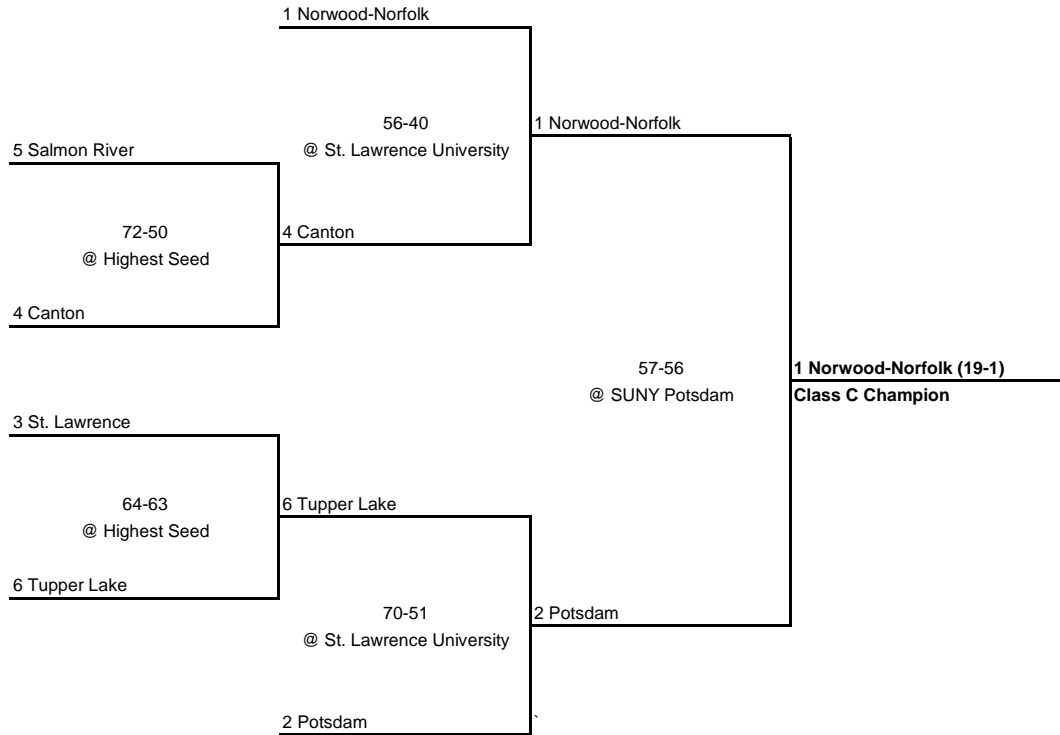 1 Norwood-Norfolk
56-40
@ St. Lawrence University
1 Norwood-Norfolk
5 Salmon River
72-50
@ Highest Seed
4 Canton
4 Canton
57-56
@ SUNY Potsdam
1 Norwood-Norfolk (19-1)
Class C Champion
3 St. Lawrence
64-63
@ Highest Seed
6 Tupper Lake
6 Tupper Lake
70-51
@ St. Lawrence University
2 Potsdam
2 Potsdam
`